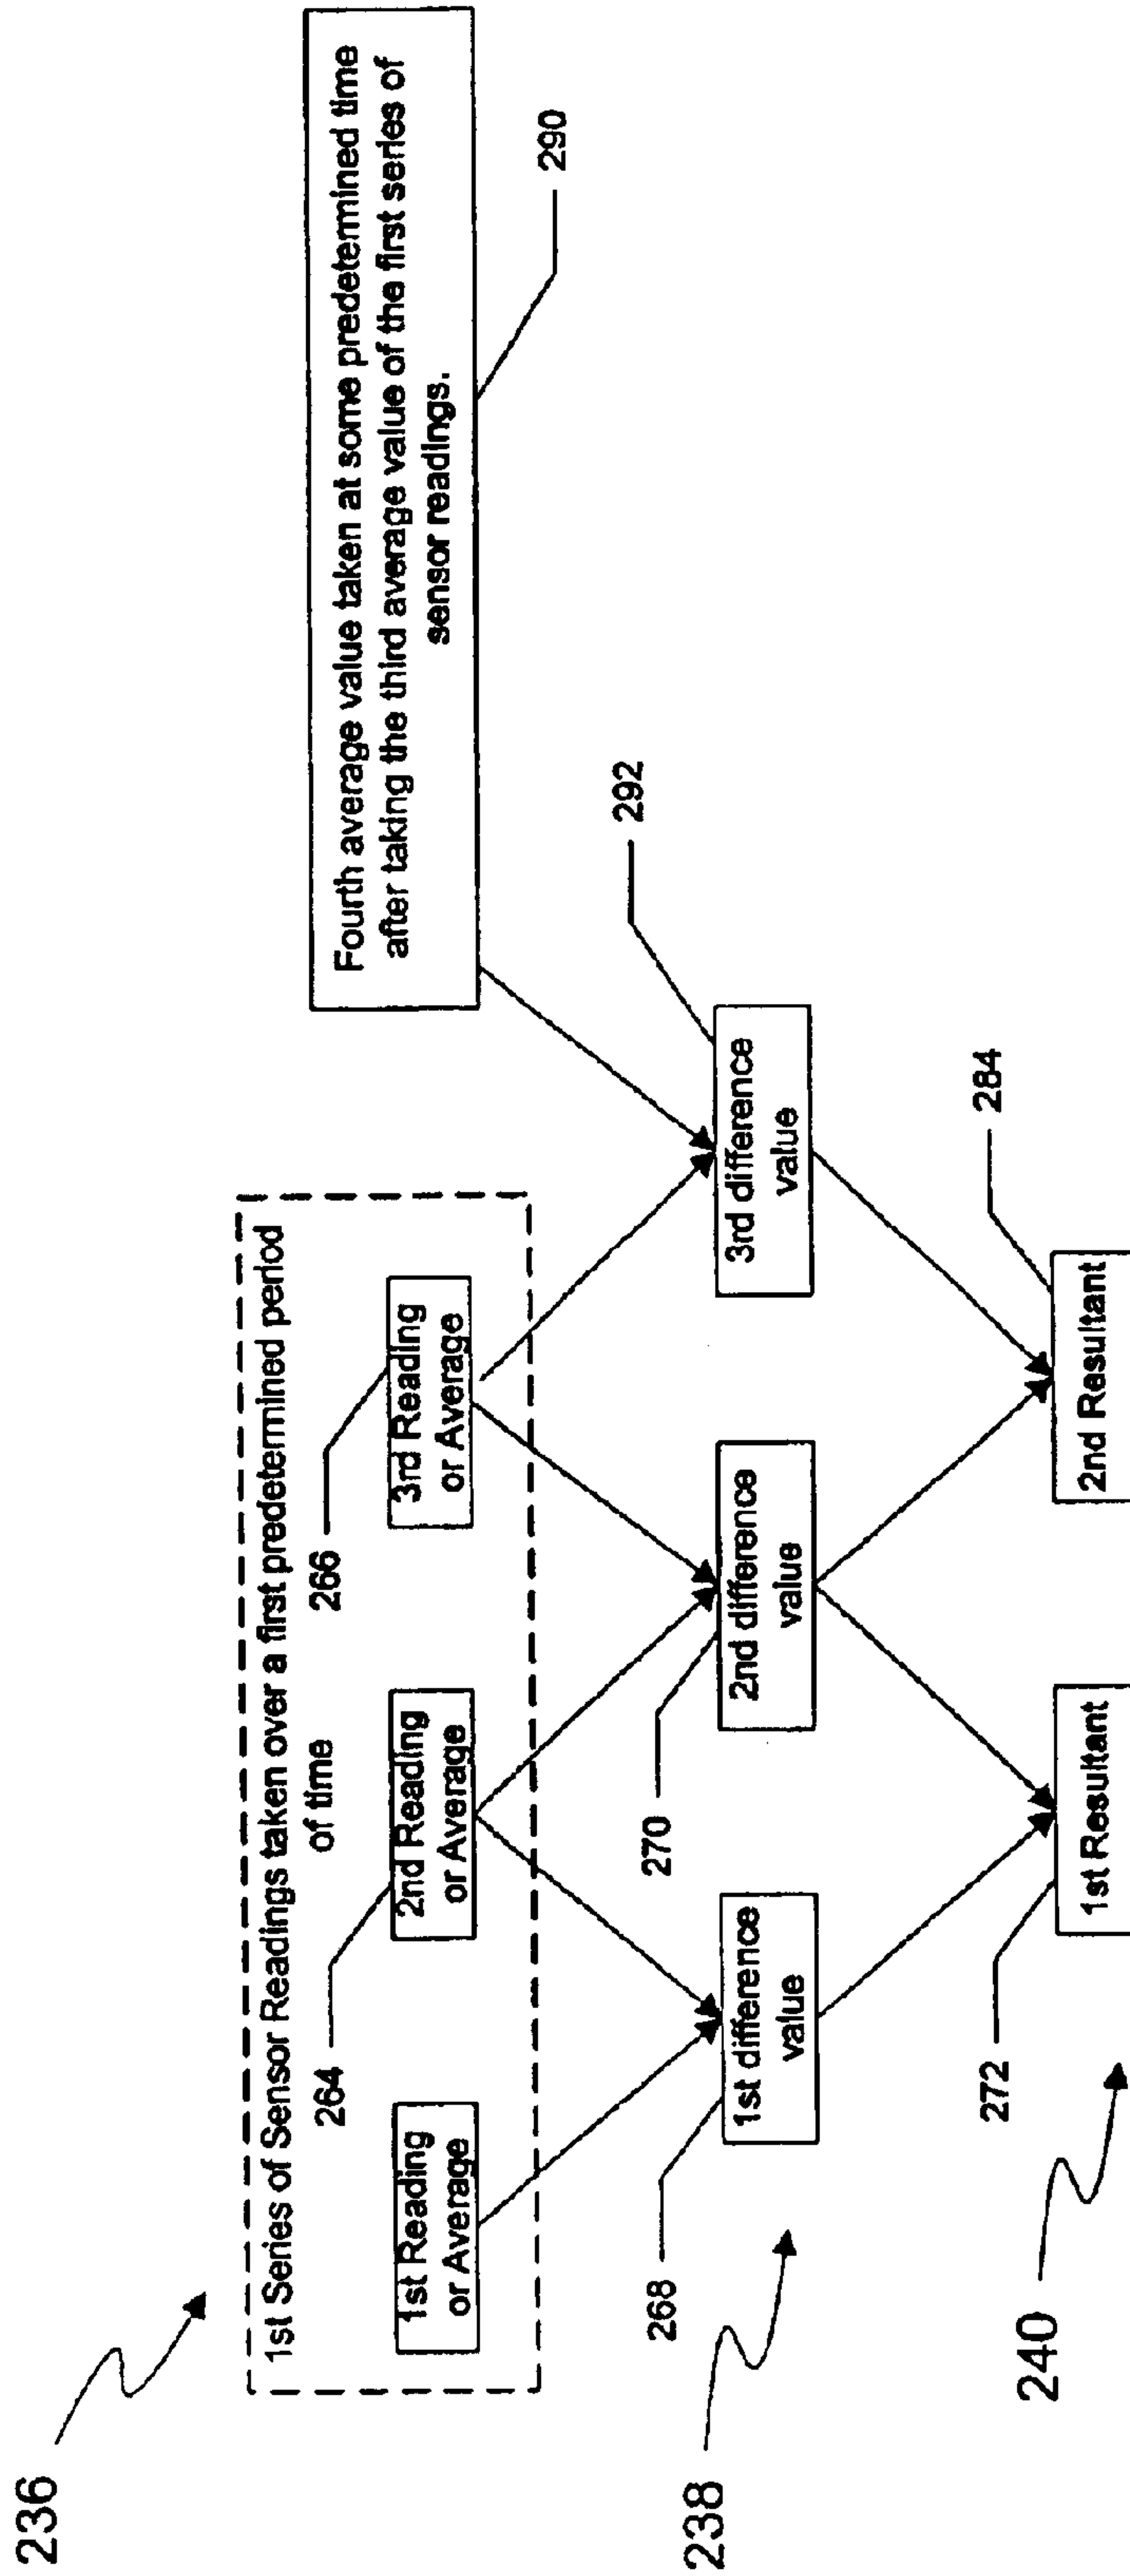 236
1st Series of Sensor Readings taken over a first predetermined period
of time
264
266
1st Reading
or Average
2nd Reading
or Average
3rd Reading
or Average
Fourth average value taken at some predetermined time
after taking the third average value of the first series of
sensor readings.
290
238
268
1st difference
value
270
2nd difference
value
292
3rd difference
value
240
272
1st Resultant
284
2nd Resultant